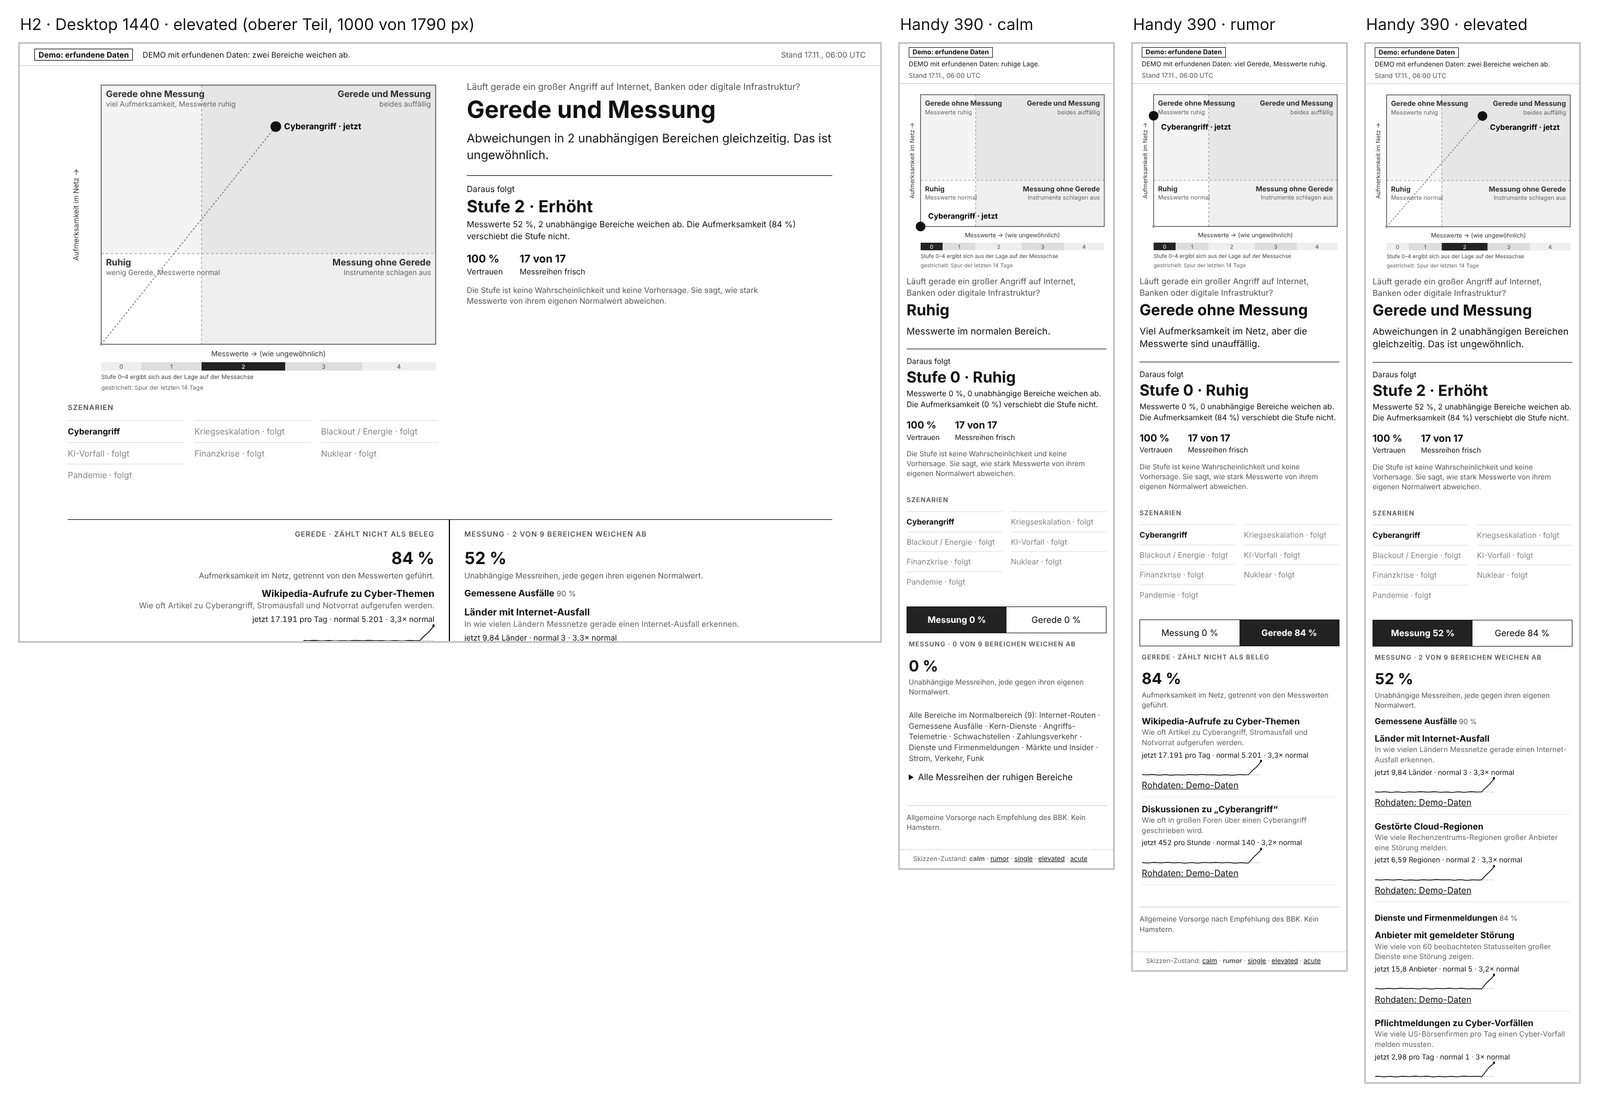 H2 · Desktop 1440 · elevated (oberer Teil, 1000 von 1790 px)
Demo: erfundene Daten
DEMO mit erfundenen Daten: zwei Bereiche weichen ab.
Stand 17.11., 06:00 UTC
Gerede ohne Messung
viel Aufmerksamkeit, Messwerte ruhig
Gerede und Messung
beides auffällig
Cyberangriff · jetzt
Aufmerksamkeit im Netz →
Ruhig
wenig Gerede, Messwerte normal
Messung ohne Gerede
Instrumente schlagen aus
Messwerte → (wie ungewöhnlich)
0 1 2 3 4
Stufe 0–4 ergibt sich aus der Lage auf der Messachse
gestrichelt: Spur der letzten 14 Tage
Läuft gerade ein großer Angriff auf Internet, Banken oder digitale Infrastruktur?
Gerede und Messung
Abweichungen in 2 unabhängigen Bereichen gleichzeitig. Das ist
ungewöhnlich.
Daraus folgt
Stufe 2 · Erhöht
Messwerte 52 %, 2 unabhängige Bereiche weichen ab. Die Aufmerksamkeit (84 %)
verschiebt die Stufe nicht.
100 %
Vertrauen
17 von 17
Messreihen frisch
Die Stufe ist keine Wahrscheinlichkeit und keine Vorhersage. Sie sagt, wie stark
Messwerte von ihrem eigenen Normalwert abweichen.
SZENARIEN
Cyberangriff
Kriegseskalation · folgt
Blackout / Energie · folgt
KI-Vorfall · folgt
Finanzkrise · folgt
Nuklear · folgt
Pandemie · folgt
GEREDE · ZÄHLT NICHT ALS BELEG
84 %
Aufmerksamkeit im Netz, getrennt von den Messwerten geführt.
Wikipedia-Aufrufe zu Cyber-Themen
Wie oft Artikel zu Cyberangriff, Stromausfall und Notvorrat aufgerufen werden.
jetzt 17.191 pro Tag · normal 5.201 · 3,3× normal
MESSUNG · 2 VON 9 BEREICHEN WEICHEN AB
52 %
Unabhängige Messreihen, jede gegen ihren eigenen Normalwert.
Gemessene Ausfälle 90 %
Länder mit Internet-Ausfall
In wie vielen Ländern Messnetze gerade einen Internet-Ausfall erkennen.
jetzt 9,84 Länder · normal 3 · 3,3× normal
Handy 390 · calm
Demo: erfundene Daten
DEMO mit erfundenen Daten: ruhige Lage.
Stand 17.11., 06:00 UTC
Gerede ohne Messung
Messwerte ruhig
Gerede und Messung
beides auffällig
Aufmerksamkeit im Netz →
Ruhig
Messwerte normal
Messung ohne Gerede
Instrumente schlagen aus
Cyberangriff · jetzt
Messwerte → (wie ungewöhnlich)
0 1 2 3 4
Stufe 0–4 ergibt sich aus der Lage auf der Messachse
gestrichelt: Spur der letzten 14 Tage
Läuft gerade ein großer Angriff auf Internet,
Banken oder digitale Infrastruktur?
Ruhig
Messwerte im normalen Bereich.
Daraus folgt
Stufe 0 · Ruhig
Messwerte 0 %, 0 unabhängige Bereiche weichen ab.
Die Aufmerksamkeit (0 %) verschiebt die Stufe nicht.
100 %
Vertrauen
17 von 17
Messreihen frisch
Die Stufe ist keine Wahrscheinlichkeit und keine
Vorhersage. Sie sagt, wie stark Messwerte von ihrem
eigenen Normalwert abweichen.
SZENARIEN
Cyberangriff
Kriegseskalation · folgt
Blackout / Energie · folgt
KI-Vorfall · folgt
Finanzkrise · folgt
Nuklear · folgt
Pandemie · folgt
Messung 0 %
Gerede 0 %
MESSUNG · 0 VON 9 BEREICHEN WEICHEN AB
0 %
Unabhängige Messreihen, jede gegen ihren eigenen
Normalwert.
Alle Bereiche im Normalbereich (9): Internet-Routen ·
Gemessene Ausfälle · Kern-Dienste · Angriffs-
Telemetrie · Schwachstellen · Zahlungsverkehr ·
Dienste und Firmenmeldungen · Märkte und Insider ·
Strom, Verkehr, Funk
▶ Alle Messreihen der ruhigen Bereiche
Allgemeine Vorsorge nach Empfehlung des BBK. Kein
Hamstern.
Skizzen-Zustand: calm · rumor · single · elevated · acute
Handy 390 · rumor
Demo: erfundene Daten
DEMO mit erfundenen Daten: viel Gerede, Messwerte ruhig.
Stand 17.11., 06:00 UTC
Gerede ohne Messung
Messwerte ruhig
Gerede und Messung
beides auffällig
Cyberangriff · jetzt
Aufmerksamkeit im Netz →
Ruhig
Messwerte normal
Messung ohne Gerede
Instrumente schlagen aus
Messwerte → (wie ungewöhnlich)
0 1 2 3 4
Stufe 0–4 ergibt sich aus der Lage auf der Messachse
gestrichelt: Spur der letzten 14 Tage
Läuft gerade ein großer Angriff auf Internet,
Banken oder digitale Infrastruktur?
Gerede ohne Messung
Viel Aufmerksamkeit im Netz, aber die
Messwerte sind unauffällig.
Daraus folgt
Stufe 0 · Ruhig
Messwerte 0 %, 0 unabhängige Bereiche weichen ab.
Die Aufmerksamkeit (84 %) verschiebt die Stufe nicht.
100 %
Vertrauen
17 von 17
Messreihen frisch
Die Stufe ist keine Wahrscheinlichkeit und keine
Vorhersage. Sie sagt, wie stark Messwerte von ihrem
eigenen Normalwert abweichen.
SZENARIEN
Cyberangriff
Kriegseskalation · folgt
Blackout / Energie · folgt
KI-Vorfall · folgt
Finanzkrise · folgt
Nuklear · folgt
Pandemie · folgt
Messung 0 %
Gerede 84 %
GEREDE · ZÄHLT NICHT ALS BELEG
84 %
Aufmerksamkeit im Netz, getrennt von den Messwerten
geführt.
Wikipedia-Aufrufe zu Cyber-Themen
Wie oft Artikel zu Cyberangriff, Stromausfall und
Notvorrat aufgerufen werden.
jetzt 17.191 pro Tag · normal 5.201 · 3,3× normal
Rohdaten: Demo-Daten
Diskussionen zu „Cyberangriff“
Wie oft in großen Foren über einen Cyberangriff
geschrieben wird.
jetzt 452 pro Stunde · normal 140 · 3,2× normal
Rohdaten: Demo-Daten
Allgemeine Vorsorge nach Empfehlung des BBK. Kein
Hamstern.
Skizzen-Zustand: calm · rumor · single · elevated · acute
Handy 390 · elevated
Demo: erfundene Daten
DEMO mit erfundenen Daten: zwei Bereiche weichen ab.
Stand 17.11., 06:00 UTC
Gerede ohne Messung
Messwerte ruhig
Gerede und Messung
beides auffällig
Cyberangriff · jetzt
Aufmerksamkeit im Netz →
Ruhig
Messwerte normal
Messung ohne Gerede
Instrumente schlagen aus
Messwerte → (wie ungewöhnlich)
0 1 2 3 4
Stufe 0–4 ergibt sich aus der Lage auf der Messachse
gestrichelt: Spur der letzten 14 Tage
Läuft gerade ein großer Angriff auf Internet,
Banken oder digitale Infrastruktur?
Gerede und Messung
Abweichungen in 2 unabhängigen Bereichen
gleichzeitig. Das ist ungewöhnlich.
Daraus folgt
Stufe 2 · Erhöht
Messwerte 52 %, 2 unabhängige Bereiche weichen ab.
Die Aufmerksamkeit (84 %) verschiebt die Stufe nicht.
100 %
Vertrauen
17 von 17
Messreihen frisch
Die Stufe ist keine Wahrscheinlichkeit und keine
Vorhersage. Sie sagt, wie stark Messwerte von ihrem
eigenen Normalwert abweichen.
SZENARIEN
Cyberangriff
Kriegseskalation · folgt
Blackout / Energie · folgt
KI-Vorfall · folgt
Finanzkrise · folgt
Nuklear · folgt
Pandemie · folgt
Messung 52 %
Gerede 84 %
MESSUNG · 2 VON 9 BEREICHEN WEICHEN AB
52 %
Unabhängige Messreihen, jede gegen ihren eigenen
Normalwert.
Gemessene Ausfälle 90 %
Länder mit Internet-Ausfall
In wie vielen Ländern Messnetze gerade einen Internet-
Ausfall erkennen.
jetzt 9,84 Länder · normal 3 · 3,3× normal
Rohdaten: Demo-Daten
Gestörte Cloud-Regionen
Wie viele Rechenzentrums-Regionen großer Anbieter
eine Störung melden.
jetzt 6,59 Regionen · normal 2 · 3,3× normal
Rohdaten: Demo-Daten
Dienste und Firmenmeldungen 84 %
Anbieter mit gemeldeter Störung
Wie viele von 60 beobachteten Statusseiten großer
Dienste eine Störung zeigen.
jetzt 15,8 Anbieter · normal 5 · 3,2× normal
Rohdaten: Demo-Daten
Pflichtmeldungen zu Cyber-Vorfällen
Wie viele US-Börsenfirmen pro Tag einen Cyber-Vorfall
melden mussten.
jetzt 2,98 pro Tag · normal 1 · 3× normal